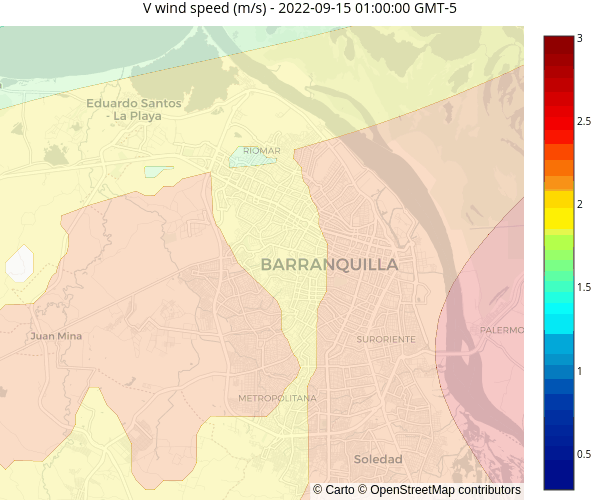 V wind speed (m/s) - 2022-09-15 01:00:00 GMT-5
3
Eduardo Santos
- La Playa
2.5
RIOMAR
2
BARRANQUILLA
1.5
PALERMO
Juan Mina
SURORIENTE
1
METROPOLITANA
0.5
Soledad
© Carto © OpenStreetMap contributors